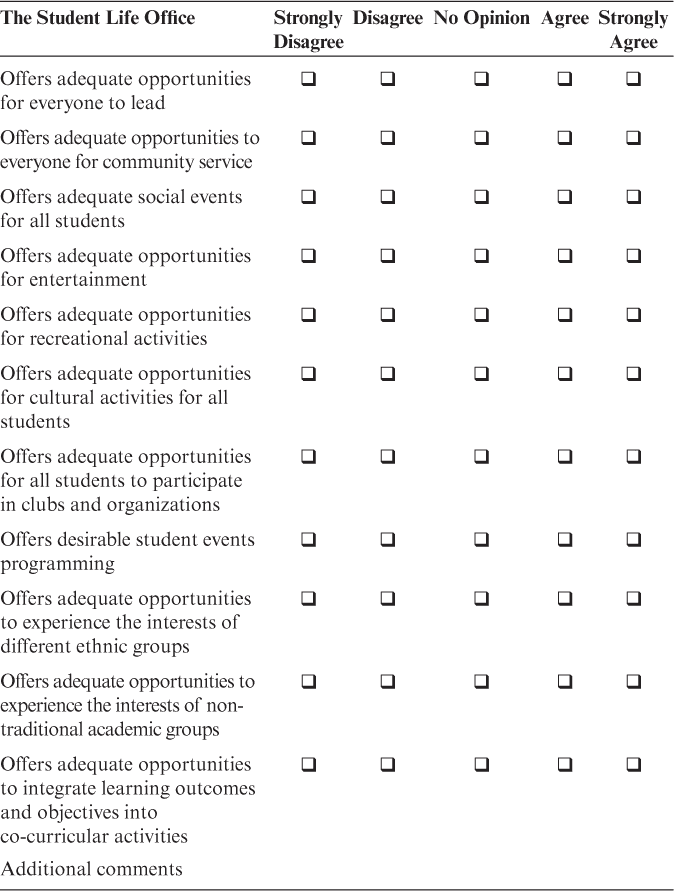 The Student Life Office Strongly Disagree No Opinion Agree Strongly
Disagree Agree
Offers adequate opportunities ❑ ❑ ❑ ❑ ❑
for everyone to lead
Offers adequate opportunities to ❑ ❑ ❑ ❑ ❑
everyone for community service
Offers adequate social events ❑ ❑ ❑ ❑ ❑
for all students
Offers adequate opportunities ❑ ❑ ❑ ❑ ❑
for entertainment
Offers adequate opportunities ❑ ❑ ❑ ❑ ❑
for recreational activities
Offers adequate opportunities ❑ ❑ ❑ ❑ ❑
for cultural activities for all
students
Offers adequate opportunities ❑ ❑ ❑ ❑ ❑
for all students to participate
in clubs and organizations
Offers desirable student events ❑ ❑ ❑ ❑ ❑
programming
Offers adequate opportunities ❑ ❑ ❑ ❑ ❑
to experience the interests of
different ethnic groups
Offers adequate opportunities to ❑ ❑ ❑ ❑ ❑
experience the interests of non-
traditional academic groups
Offers adequate opportunities ❑ ❑ ❑ ❑ ❑
to integrate learning outcomes
and objectives into
co-curricular activities
Additional comments